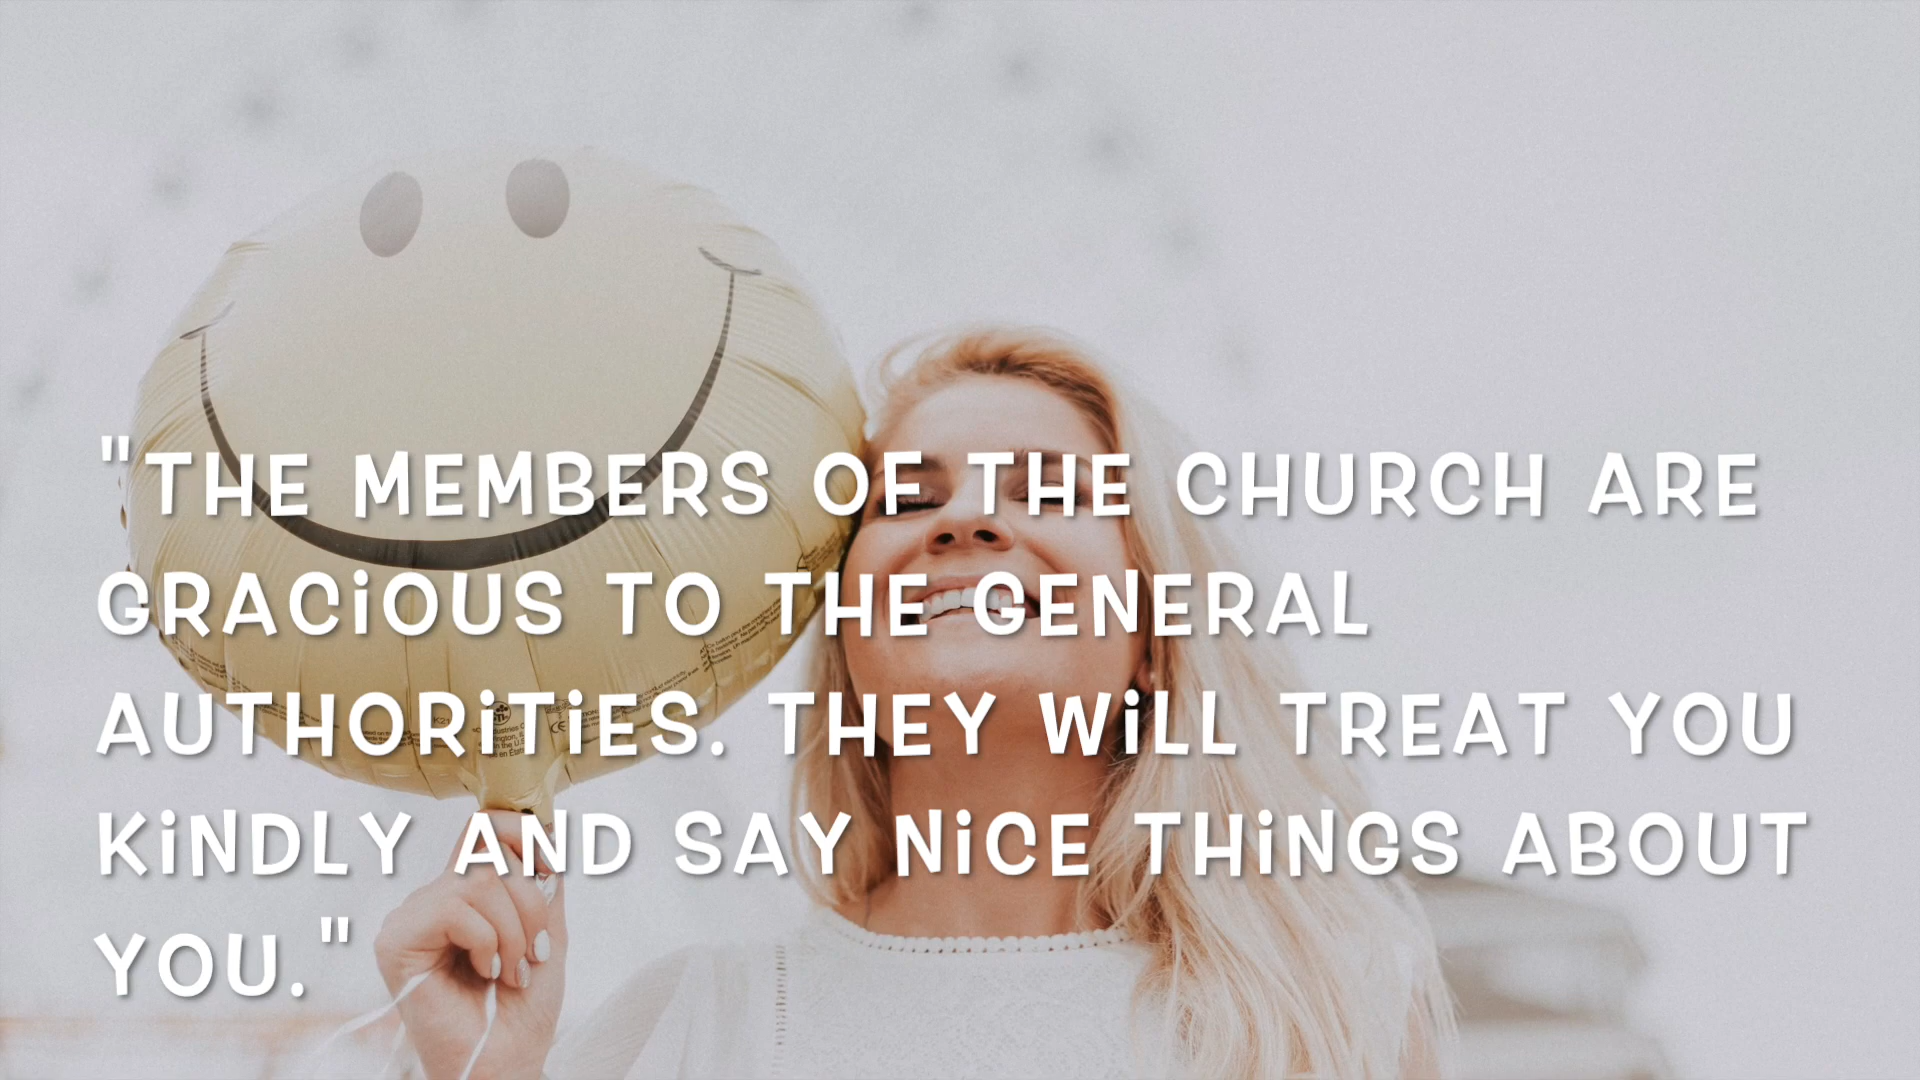 "THE MEMBERS OF THE CHURCH ARE
GRACiOUS TO THE GENERAL
AUTHORiTiES. THEY WiLL TREAT YOU
KiNDLY AND SAY NiCE THiNGS ABOUT
YOU."